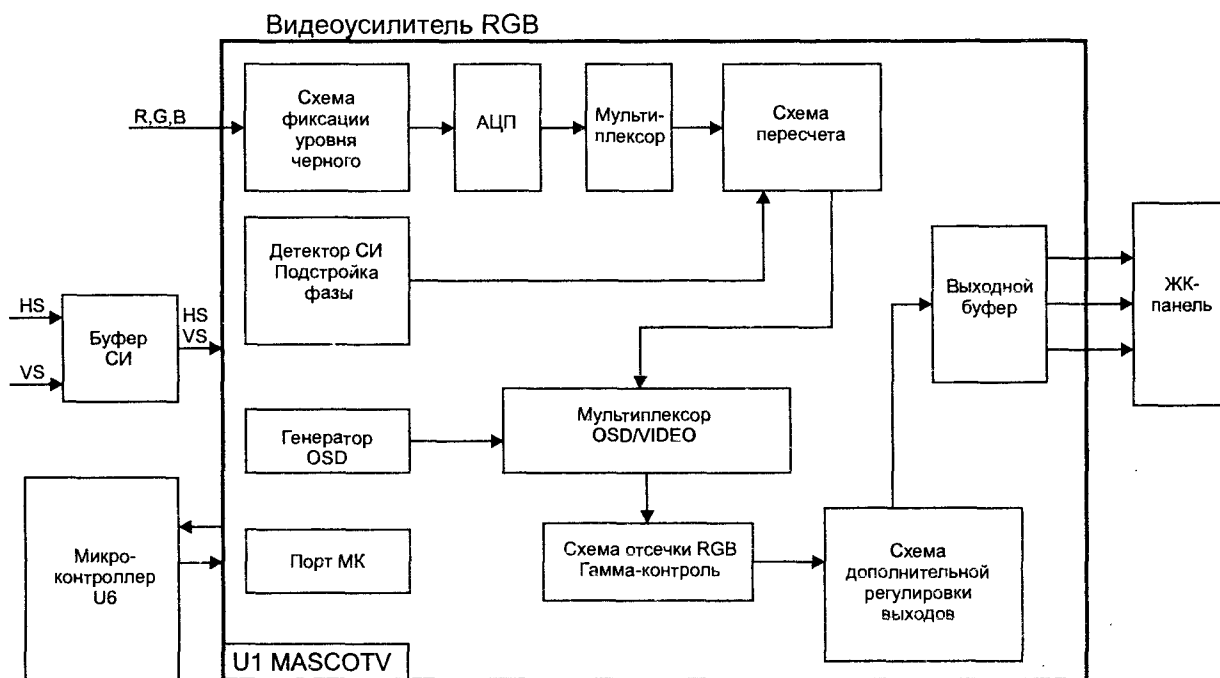 Видеоусилитель RGB
R,G,B
Схема
фиксации
уровня
черного
АЦП
Мульти-
плексор
Схема
пересчета
Детектор СИ
Подстройка
фазы
HS
VS
Буфер
СИ
HS
VS
Выходной
буфер
ЖК-
панель
Генератор
OSD
Мультиплексор
OSD/VIDEO
Микро-
контроллер
U6
Порт МК
Схема отсечки RGB
Гамма-контроль
Схема
дополнительной
регулировки
выходов
U1 MASCOTV